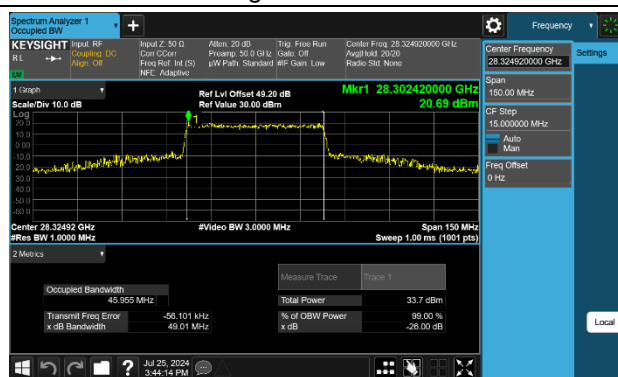 Spectrum Analyzer 1
Occupied BW
+
Frequency
KEYSIGHT
Input: RF
Coupling: DC
Align: Off
Input Z: 50 Ω
Corr CCorr
Freq Ref: Int (S)
NFE: Adaptive
Atten: 20 dB
Preamp: 50.0 GHz
µW Path: Standard
Trig: Free Run
Gate: Off
#IF Gain: Low
Center Freq: 28.324920000 GHz
Avg|Hold: 20/20
Radio Std: None
RL
LW
Center Frequency
28.324920000 GHz
Settings
Span
150.00 MHz
CF Step
15.000000 MHz
Auto
Man
Freq Offset
0 Hz
Local
1 Graph
Scale/Div 10.0 dB
Ref Lvl Offset 49.20 dB
Ref Value 30.00 dBm
Mkr1 28.302420000 GHz
20.69 dBm
Log
20.0
10.0
0.00
-10.0
-20.0
-30.0
-40.0
-50.0
-60.0
1
Center 28.32492 GHz
#Res BW 1.0000 MHz
#Video BW 3.0000 MHz
Span 150 MHz
Sweep 1.00 ms (1001 pts)
2 Metrics
Measure Trace
Trace 1
Occupied Bandwidth
45.955 MHz
Total Power
33.7 dBm
Transmit Freq Error
-56.101 kHz
% of OBW Power
99.00 %
x dB Bandwidth
49.01 MHz
x dB
-26.00 dB
?
Jul 25, 2024
3:44:14 PM